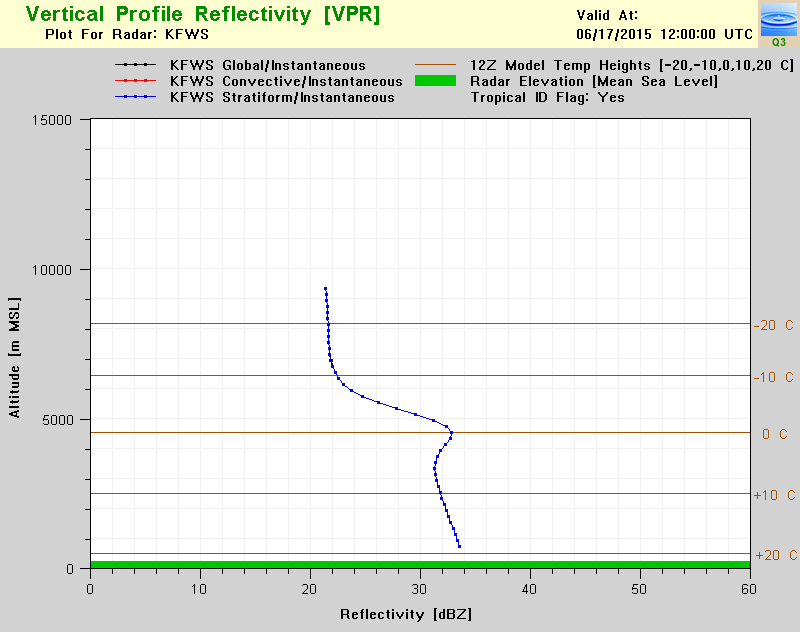 Vertical Profile Reflectivity [VPR]
Plot For Radar: KFWS
Valid At:
06/17/2015 12:00:00 UTC
Q3
KFWS Global/Instantaneous
KFWS Convective/Instantaneous
KFWS Stratiform/Instantaneous
12Z Model Temp Heights [-20,-10,0,10,20 C]
Radar Elevation [Mean Sea Level]
Tropical ID Flag: Yes
Altitude [m MSL]
15000
10000
5000
0
-20 C
-10 C
0 C
+10 C
+20 C
0 10 20 30 40 50 60
Reflectivity [dBZ]